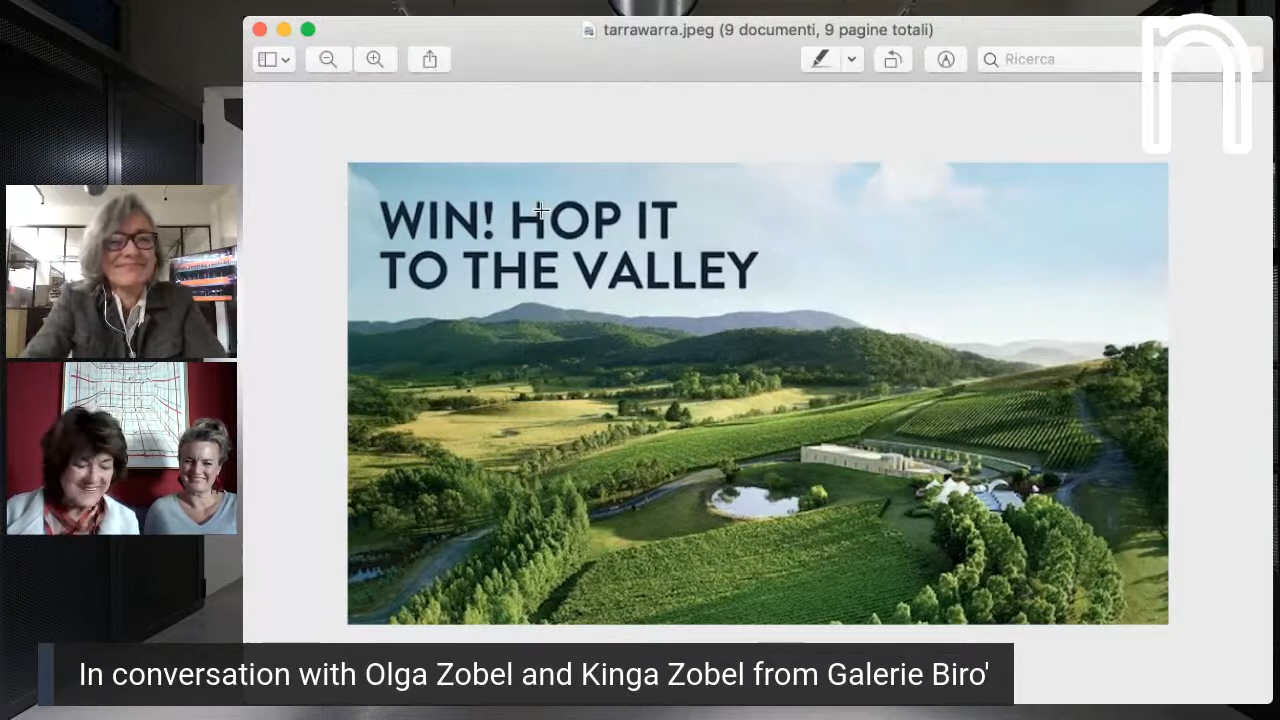 tarrawarra.jpeg (9 documenti, 9 pagine totali)
Ricerca
n
WIN! HOP IT
TO THE VALLEY
In conversation with Olga Zobel and Kinga Zobel from Galerie Biro'